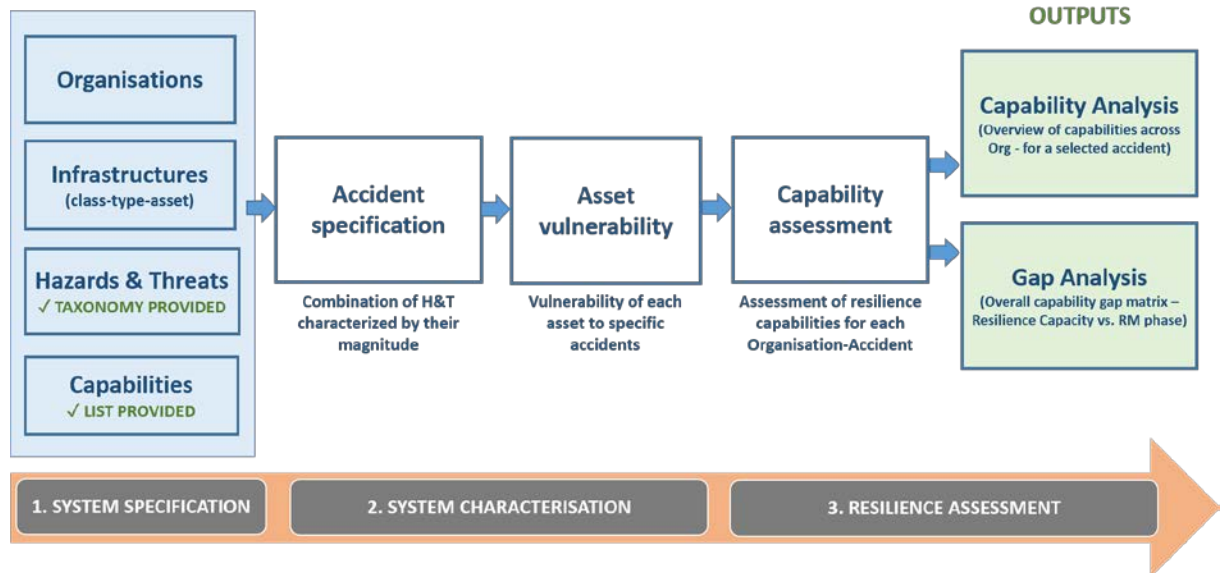 OUTPUTS
Organisations
Infrastructures
(class-type-asset)
Hazards & Threats
✓ TAXONOMY PROVIDED
Capabilities
✓ LIST PROVIDED
Accident
specification
Combination of H&T
characterized by their
magnitude
Asset
vulnerability
Vulnerability of each
asset to specific
accidents
Capability
assessment
Assessment of resilience
capabilities for each
Organisation-Accident
Capability Analysis
(Overview of capabilities across
Org - for a selected accident)
Gap Analysis
(Overall capability gap matrix –
Resilience Capacity vs. RM phase)
1. SYSTEM SPECIFICATION
2. SYSTEM CHARACTERISATION
3. RESILIENCE ASSESSMENT